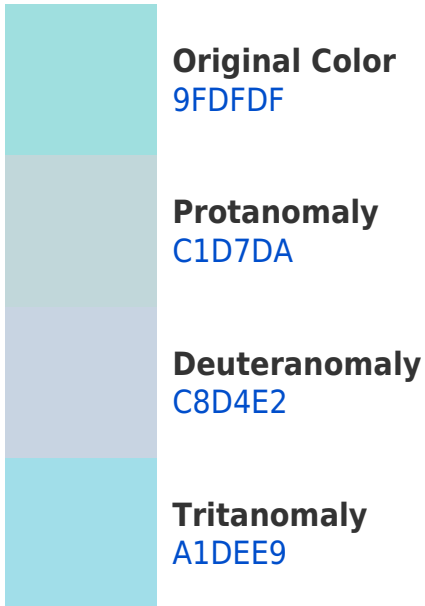 Original Color
9FDFDF
Protanomaly
C1D7DA
Deuteranomaly
C8D4E2
Tritanomaly
A1DEE9